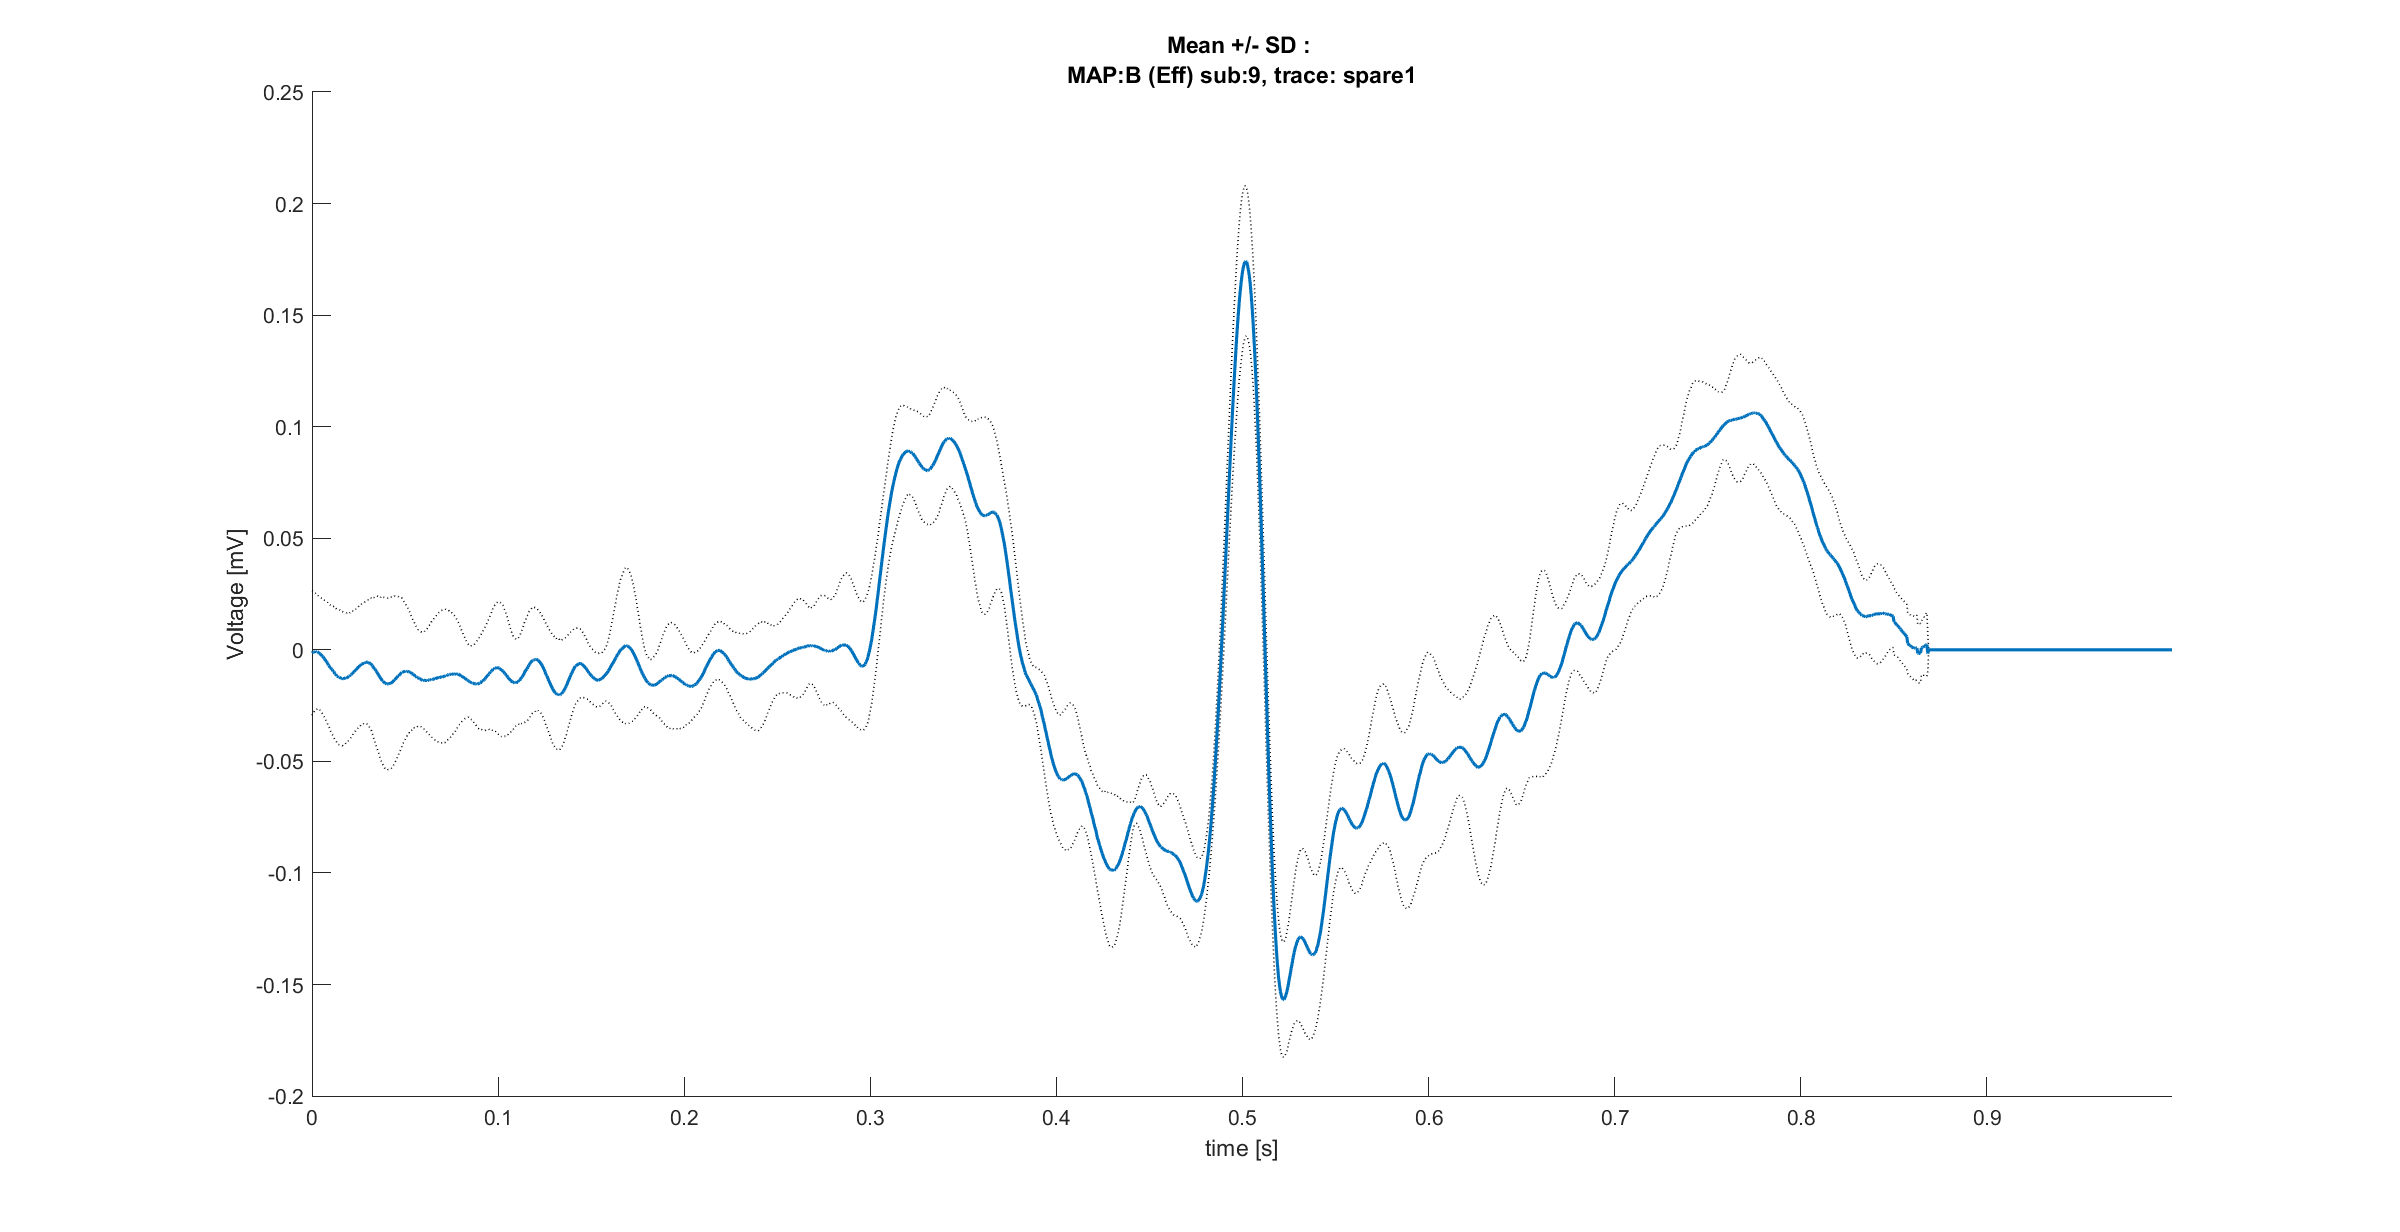 Mean +/- SD :
MAP:B (Eff) sub:9, trace: spare1
0.25
0.2
0.15
0.1
0.05
0
-0.05
-0.1
-0.15
-0.2
Voltage [mV]
0 0.1 0.2 0.3 0.4 0.5 0.6 0.7 0.8 0.9
time [s]